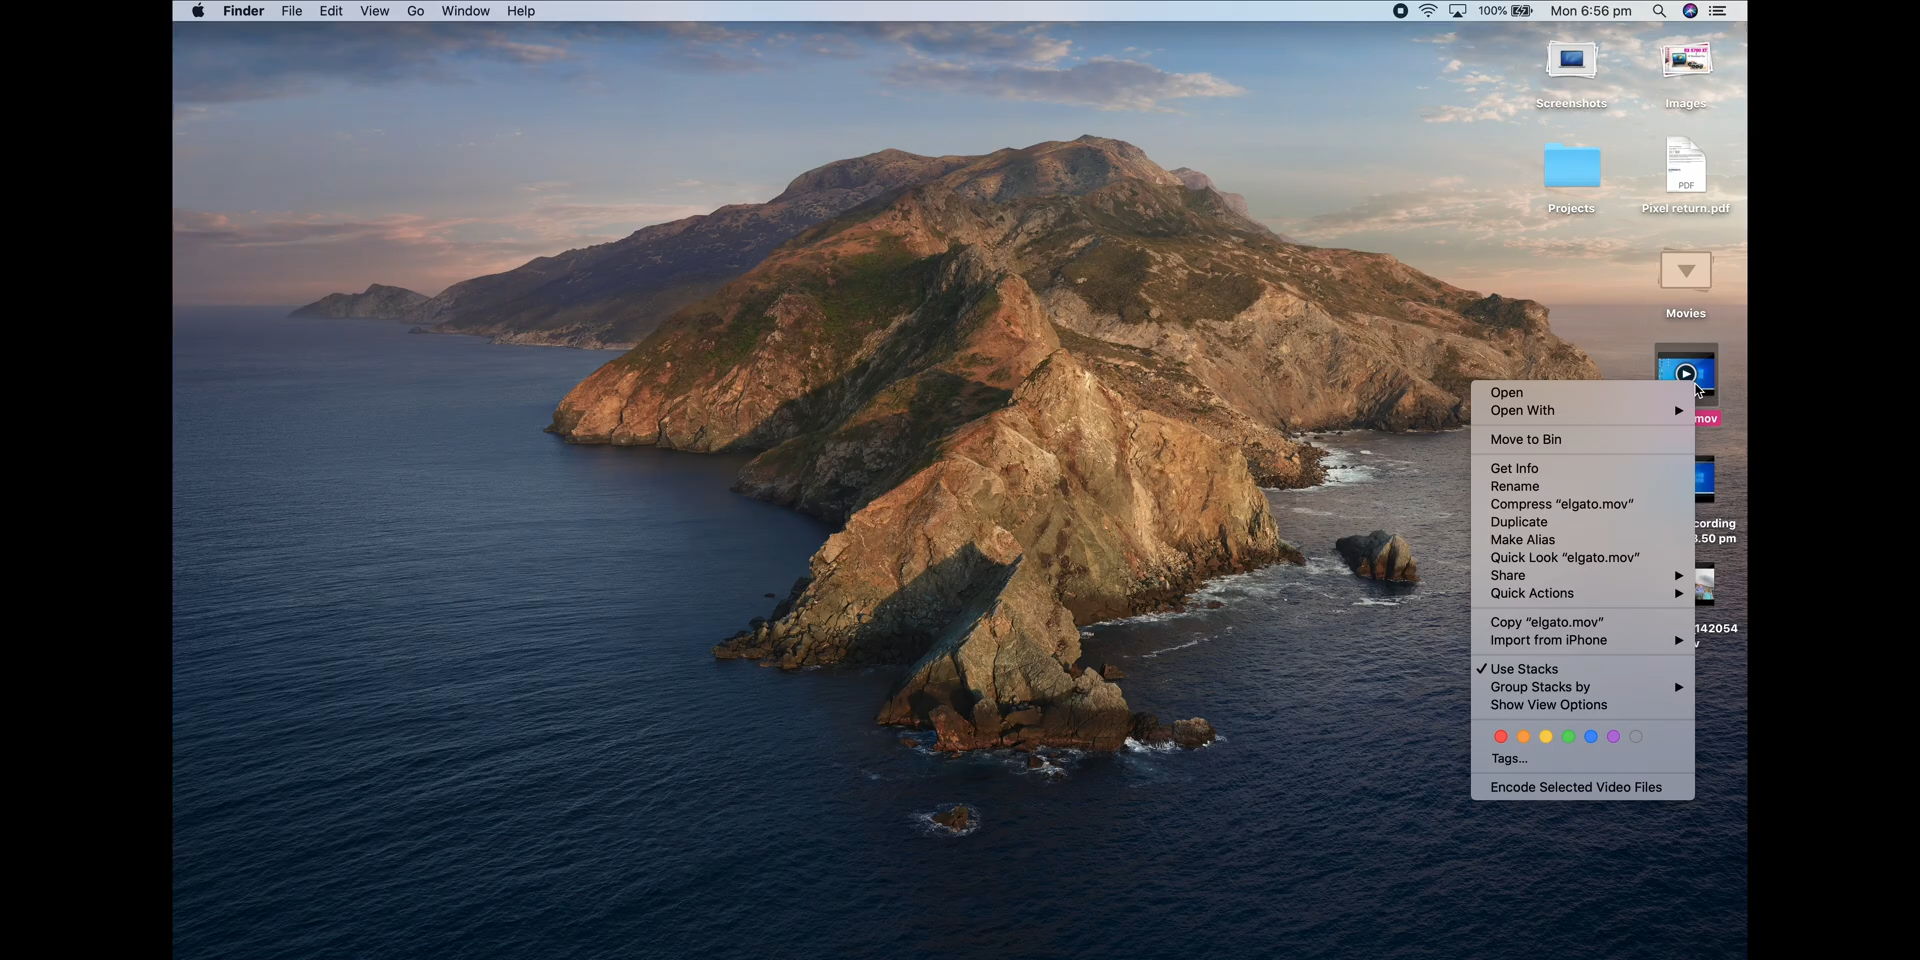 Finder File Edit View Go Window Help
100% Mon 6:56 pm
Screenshots
Images
Projects
PDF
Pixel return.pdf
Movies
mov
cording
3.50 pm
142054
v
Open
Open With
Move to Bin
Get Info
Rename
Compress “elgato.mov”
Duplicate
Make Alias
Quick Look “elgato.mov”
Share
Quick Actions
Copy “elgato.mov”
Import from iPhone
Use Stacks
Group Stacks by
Show View Options
Tags...
Encode Selected Video Files